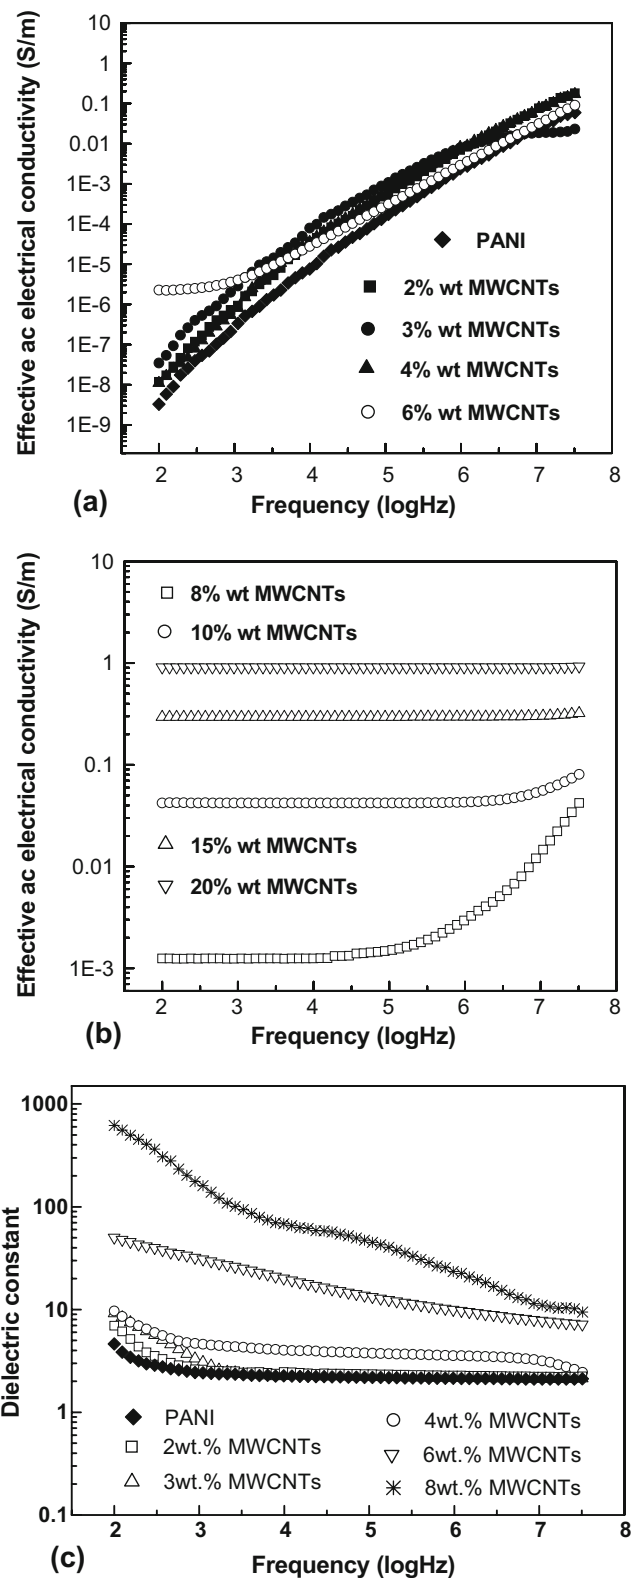 Effective ac electrical conductivity (S/m)
10
1
0.1
0.01
1E-3
1E-4
1E-5
1E-6
1E-7
1E-8
1E-9
PANI
2% wt MWCNTs
3% wt MWCNTs
4% wt MWCNTs
6% wt MWCNTs
2 3 4 5 6 7 8
(a) Frequency (logHz)
Effective ac electrical conductivity (S/m)
10
1
0.1
0.01
1E-3
8% wt MWCNTs
10% wt MWCNTs
15% wt MWCNTs
20% wt MWCNTs
2 3 4 5 6 7 8
(b) Frequency (logHz)
Dielectric constant
1000
100
10
1
0.1
PANI
2wt.% MWCNTs
3wt.% MWCNTs
4wt.% MWCNTs
6wt.% MWCNTs
8wt.% MWCNTs
2 3 4 5 6 7 8
(c) Frequency (logHz)